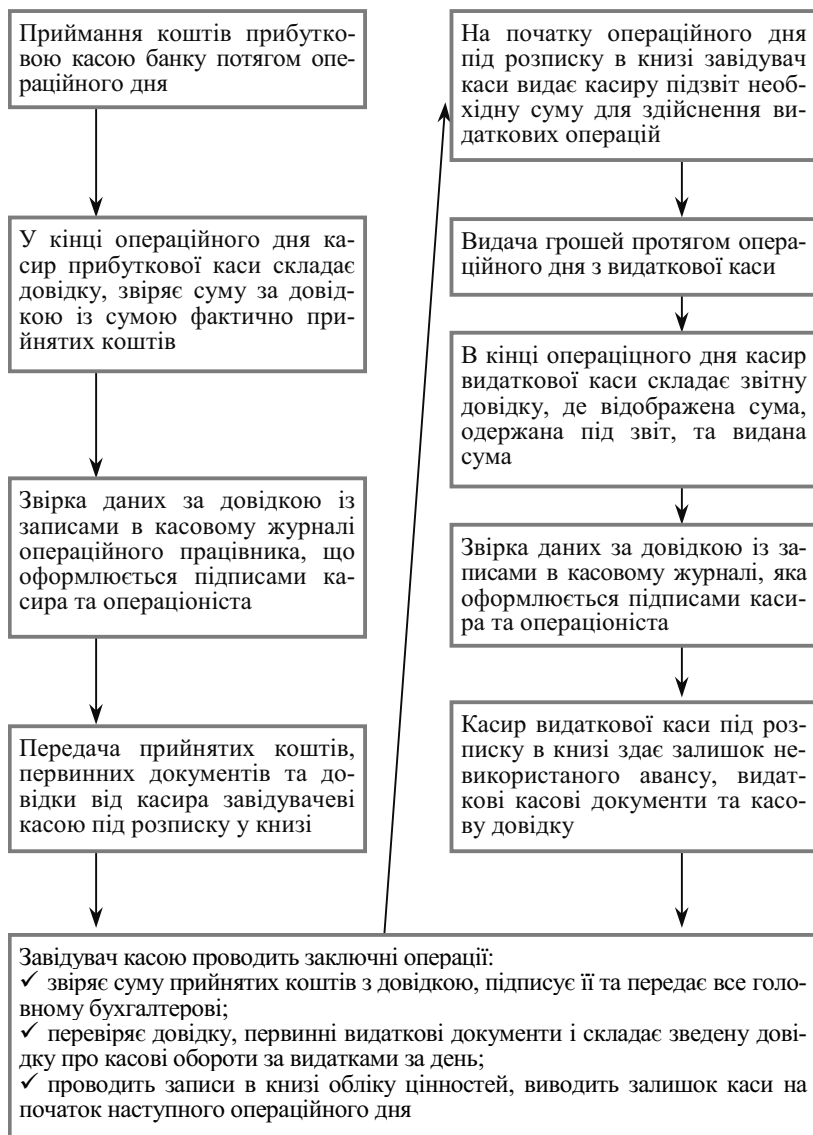 Приймання коштів прибутко-
вою касою банку потягом опе-
раційного дня
У кінці операційного дня ка-
сир прибуткової каси складає
довідку, звіряє суму за довід-
кою із сумою фактично при-
йнятих коштів
Звірка даних за довідкою із
записами в касовому журналі
операційного працівника, що
оформлюється підписами ка-
сира та операціоніста
Передача прийнятих коштів,
первинних документів та до-
відки від касира завідувачеві
касою під розписку у книзі
На початку операційного дня
під розписку в книзі завідувач
каси видає касиру підзвіт необ-
хідну суму для здійснення ви-
даткових операцій
Видача грошей протягом опера-
ційного дня з видаткової каси
В кінці операціцного дня касир
видаткової каси складає звітну
довідку, де відображена сума,
одержана під звіт, та видана
сума
Звірка даних за довідкою із за-
писами в касовому журналі, яка
оформлюється підписами каси-
ра та операціоніста
Касир видаткової каси під роз-
писку в книзі здає залишок не-
використаного авансу, видат-
кові касові документи та касо-
ву довідку
Завідувач касою проводить заключні операції:
✓ звіряє суму прийнятих коштів з довідкою, підписує її та передає все голо-
вному бухгалтерові;
✓ перевіряє довідку, первинні видаткові документи і складає зведену дові-
дку про касові обороти за видатками за день;
✓ проводить записи в книзі обліку цінностей, виводить залишок каси на
початок наступного операційного дня